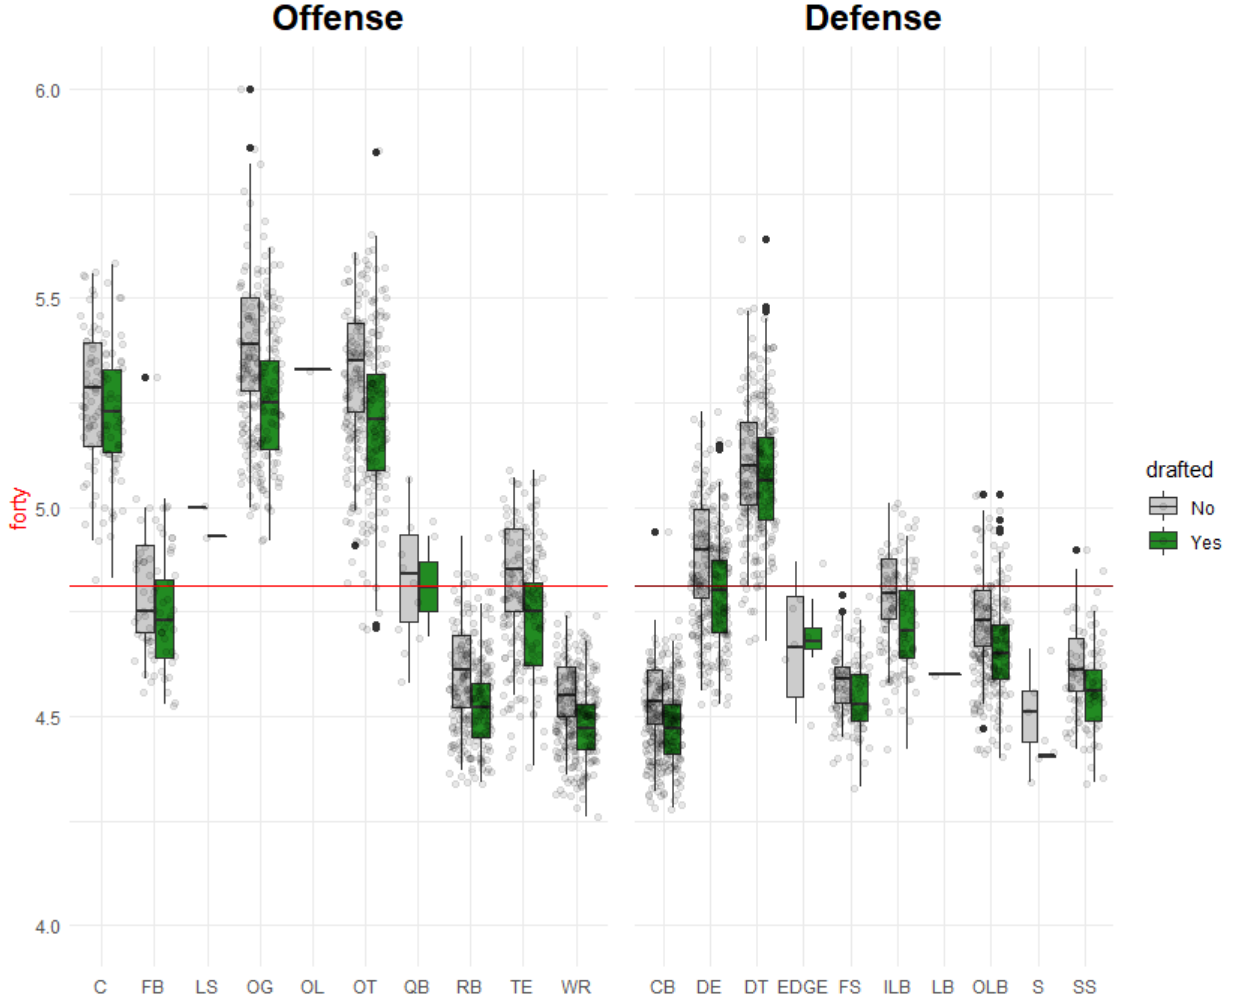 Offense
Defense
6.0
5.5
5.0
4.5
4.0
forty
C FB LS OG OL OT QB RB TE WR
CB DE DT EDGE FS ILB LB OLB S SS
drafted
No
Yes